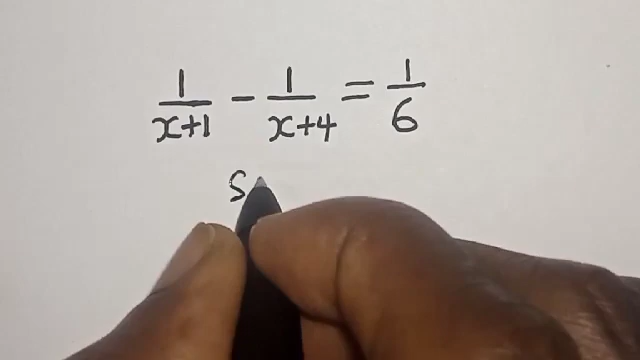 1/(x+1) - 1/(x+4) = 1/6
S